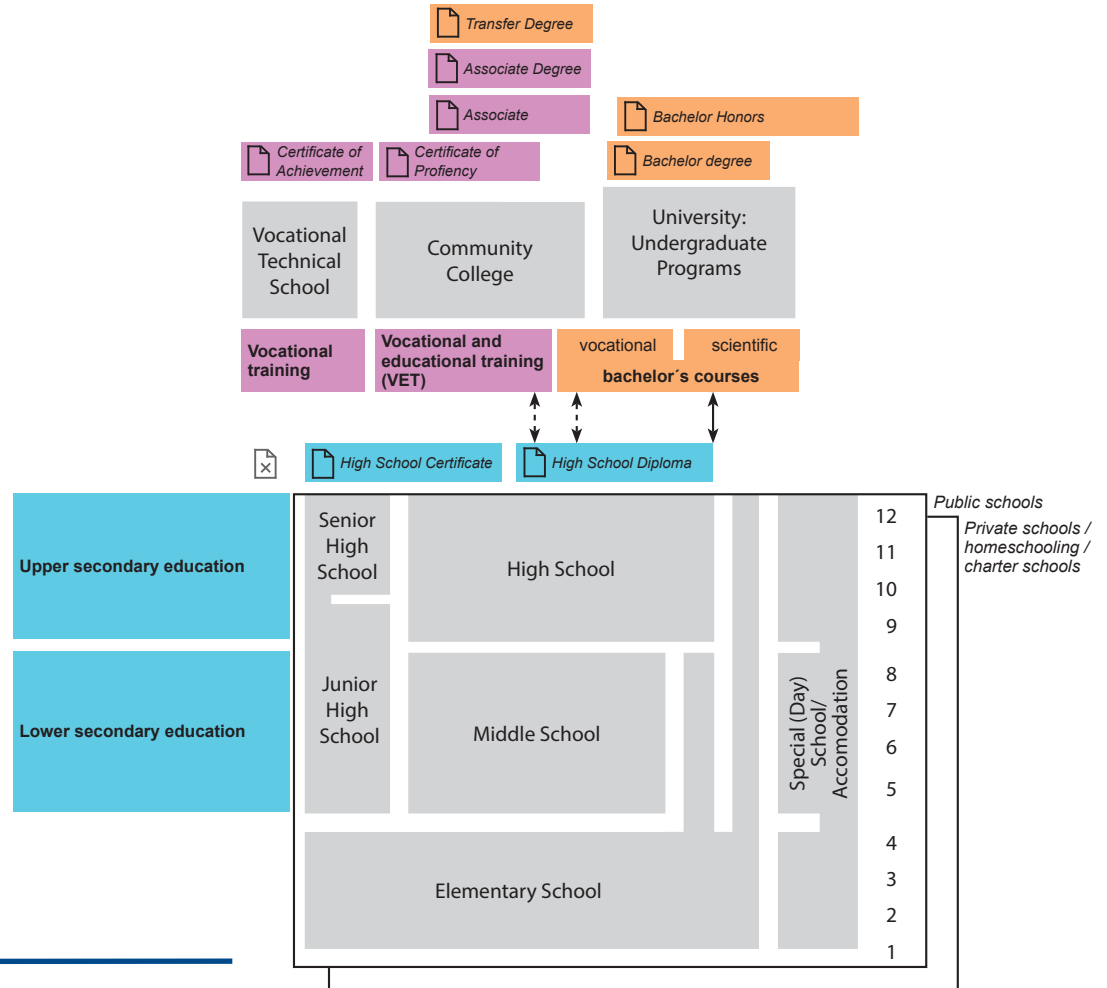 Transfer Degree
Associate Degree
Associate
Bachelor Honors
Certificate of
Achievement
Certificate of
Profiency
Bachelor degree
Vocational
Technical
School
Community
College
University:
Undergraduate
Programs
Vocational
training
Vocational and
educational training
(VET)
vocational
scientific
bachelor´s courses
High School Certificate
High School Diploma
Upper secondary education
Lower secondary education
Senior
High
School
High School
Junior
High
School
Middle School
Elementary School
Special (Day)
School/
Accomodation
12
11
10
9
8
7
6
5
4
3
2
1
Public schools
Private schools /
homeschooling /
charter schools